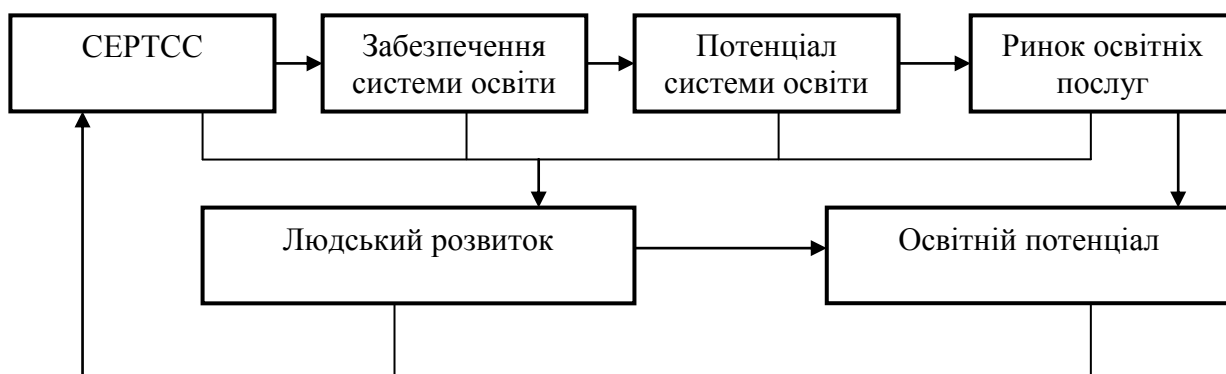 СЕРТСС
Забезпечення
системи освіти
Потенціал
системи освіти
Ринок освітніх
послуг
Людський розвиток
Освітній потенціал